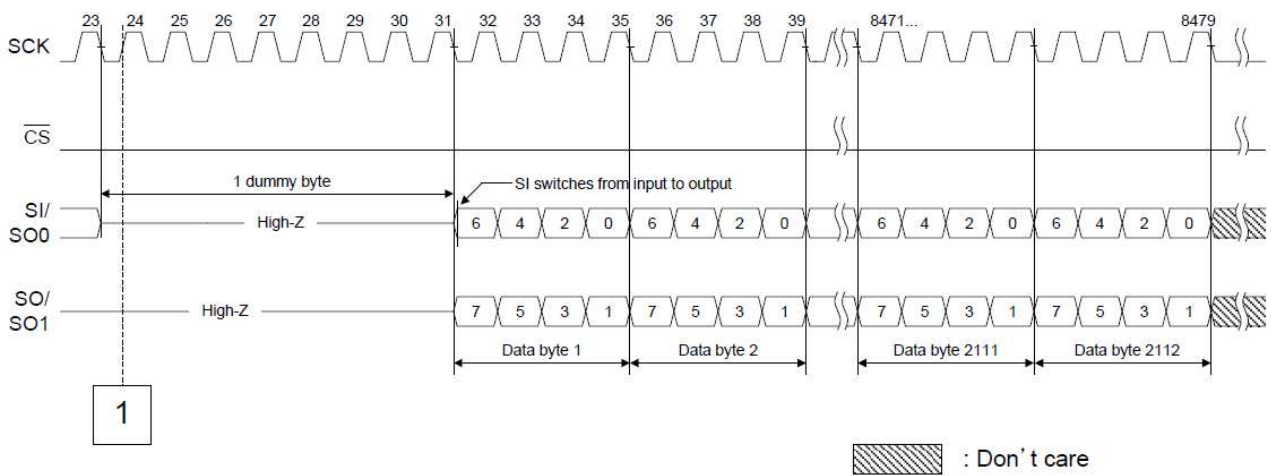 23 24 25 26 27 28 29 30 31 32 33 34 35 36 37 38 39 8471... 8479
SCK
CS
1 dummy byte
SI switches from input to output
SI/
SO0
High-Z
6 4 2 0 6 4 2 0 6 4 2 0 6 4 2 0
SO/
SO1
High-Z
7 5 3 1 7 5 3 1 7 5 3 1 7 5 3 1
Data byte 1 Data byte 2 Data byte 2111 Data byte 2112
1
: Don't care